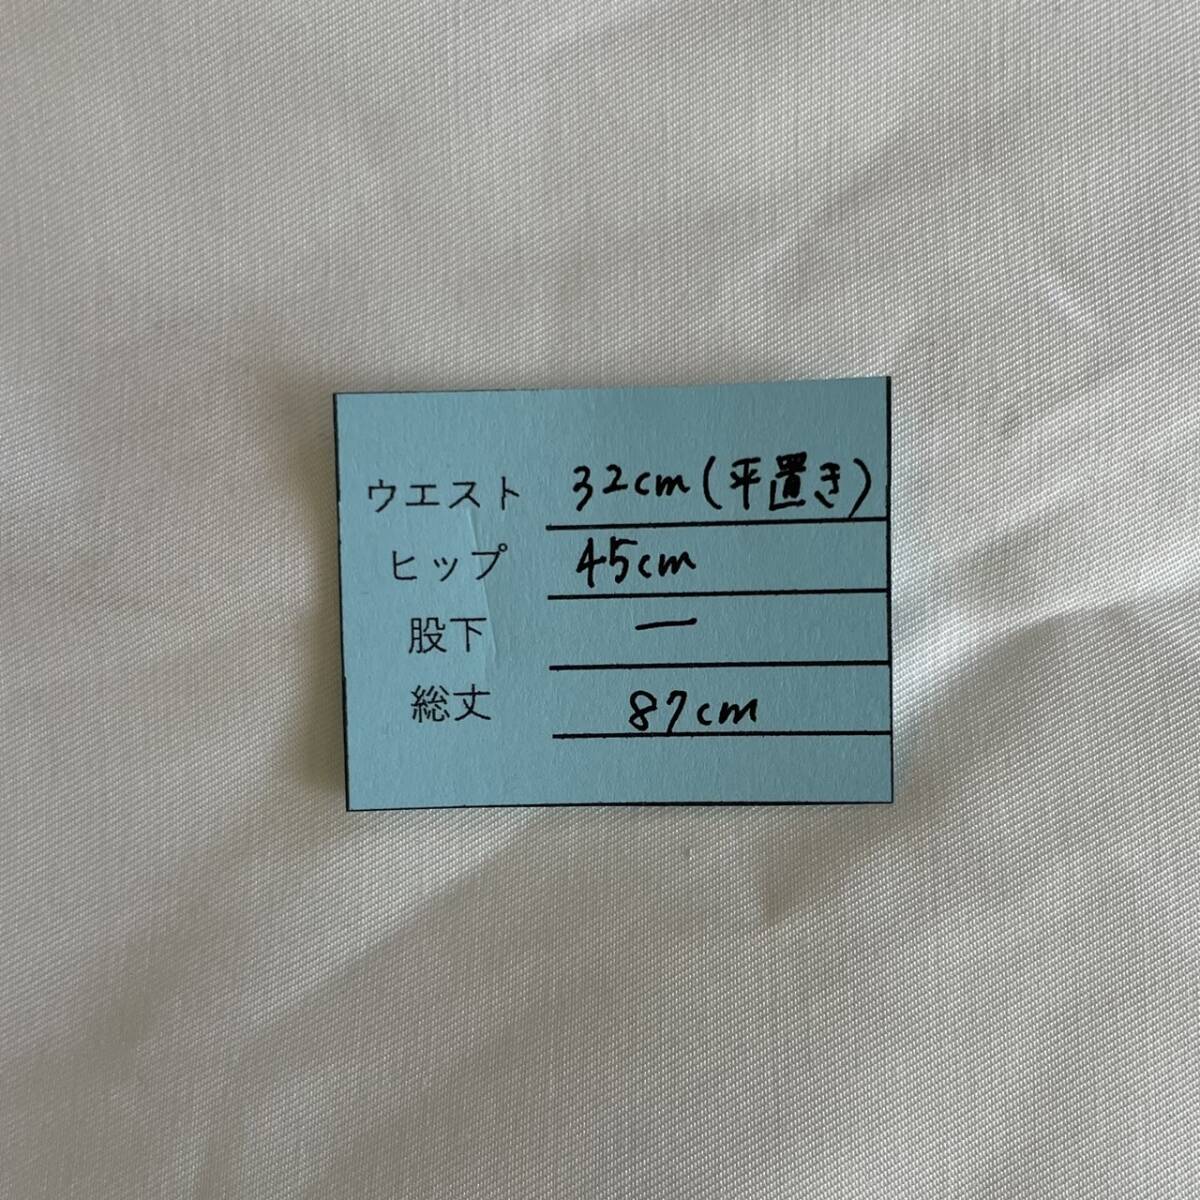 ウエスト 32cm (平置き)
ヒップ 45cm
股下 ー
総丈 87cm